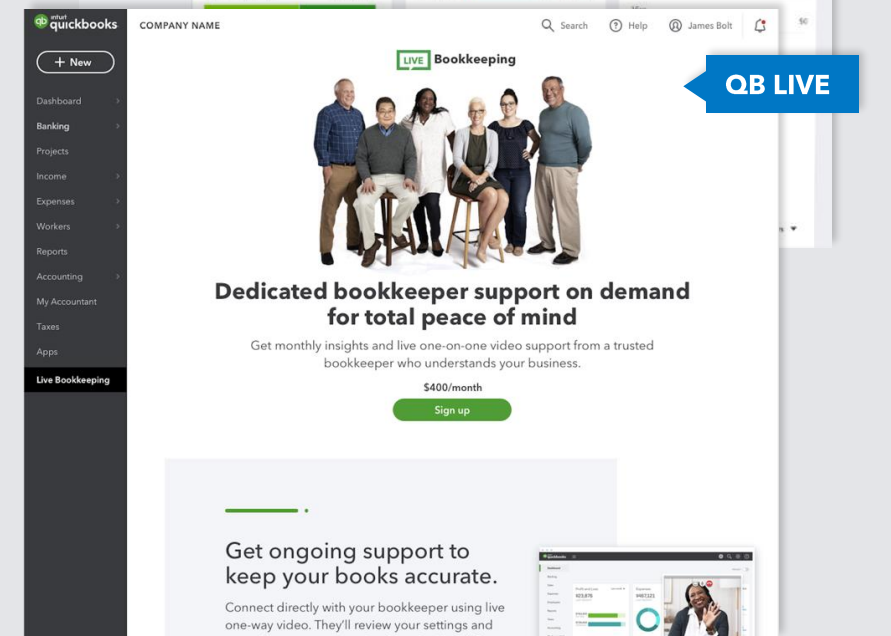 intuit
quickbooks
COMPANY NAME
Search
Help
James Bolt
$0
+ New
LIVE Bookkeeping
QB LIVE
Dashboard
Banking
Projects
Income
Expenses
Workers
Reports
Accounting
My Accountant
Taxes
Apps
Live Bookkeeping
Dedicated bookkeeper support on demand
for total peace of mind
Get monthly insights and live one-on-one video support from a trusted
bookkeeper who understands your business.
$400/month
Sign up
Get ongoing support to
keep your books accurate.
Connect directly with your bookkeeper using live
one-way video. They'll review your settings and